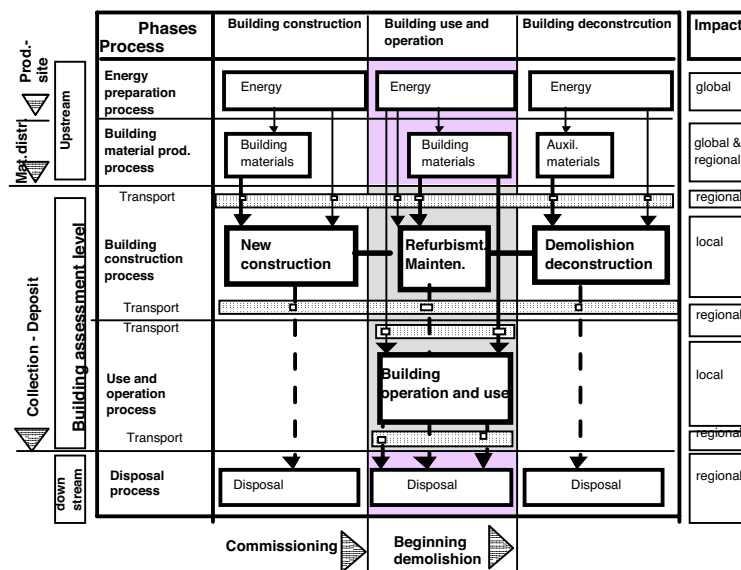 Phases
Process
Building construction
Building use and
operation
Building deconstrcution
Impact
Prod.-
site
Mat.distr.
Upstream
Energy
preparation
process
Energy
Energy
Energy
global
Building
material prod.
process
Building
materials
Building
materials
Auxil.
materials
global &
regional
Transport
regional
Collection - Deposit
Building assessment level
Building
construction
process
New
construction
Refurbismt.
Mainten.
Demolishion
deconstruction
local
Transport
regional
Transport
Use and
operation
process
Building
operation and use
local
Transport
regional
down
stream
Disposal
process
Disposal
Disposal
Disposal
regional
Commissioning
Beginning
demolishion